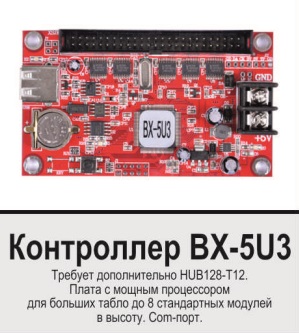 GND
BX-5U3
+5V
Контроллер BX-5U3
Требует дополнительно HUB128-T12.
Плата с мощным процессором
для больших табло до 8 стандартных модулей
в высоту. Com-порт.